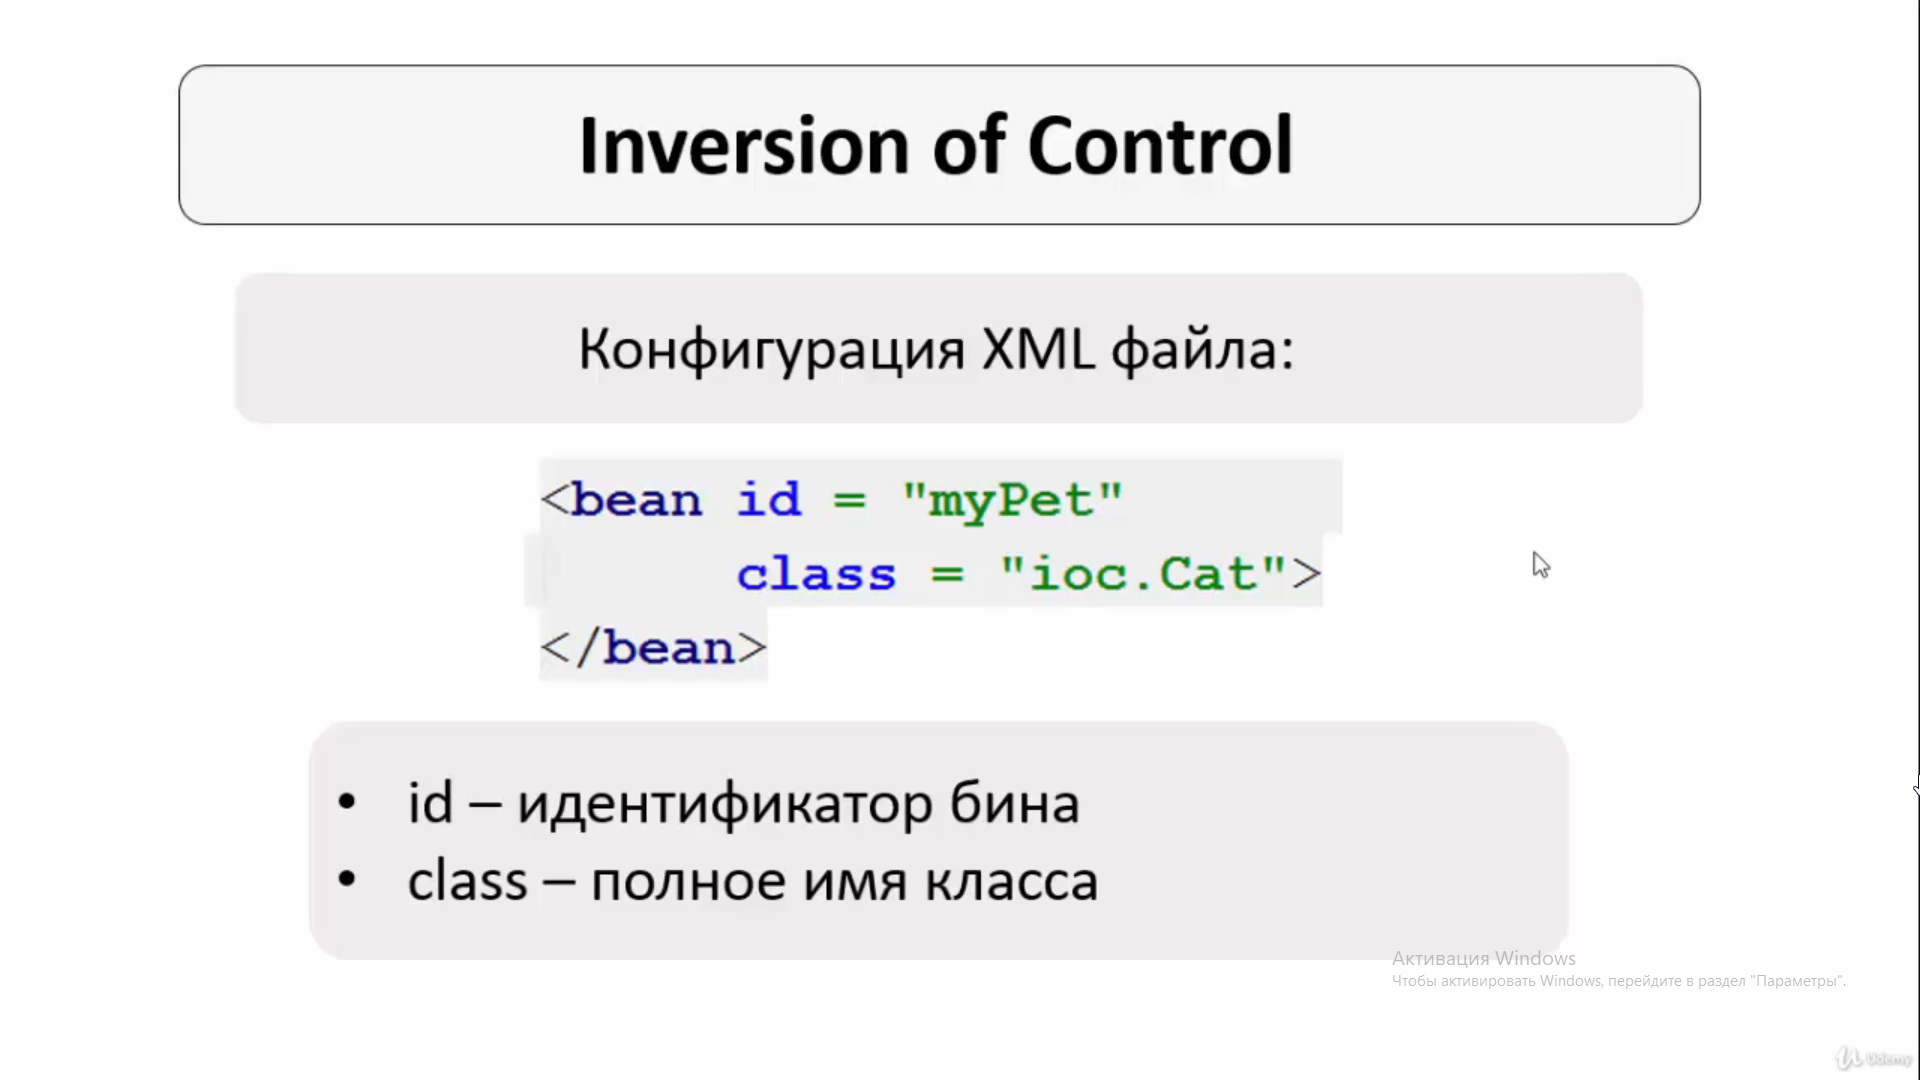 Inversion of Control
Конфигурация XML файла:
<bean id = "myPet"
class = "ioc.Cat">
</bean>
• id – идентификатор бина
• class – полное имя класса
Активация Windows
Чтобы активировать Windows, перейдите в раздел "Параметры".
Udemy